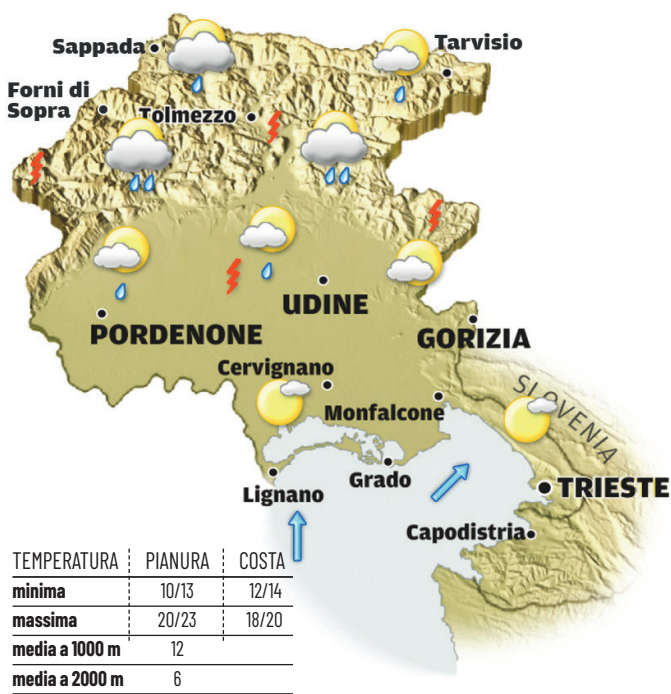 Sappada
Tarvisio
Forni di
Sopra
Tolmezzo
UDINE
PORDENONE
GORIZIA
Cervignano
SLOVENIA
Monfalcone
Grado
Lignano
TRIESTE
Capodistria
TEMPERATURA PIANURA COSTA
minima 10/13 12/14
massima 20/23 18/20
media a 1000 m 12
media a 2000 m 6